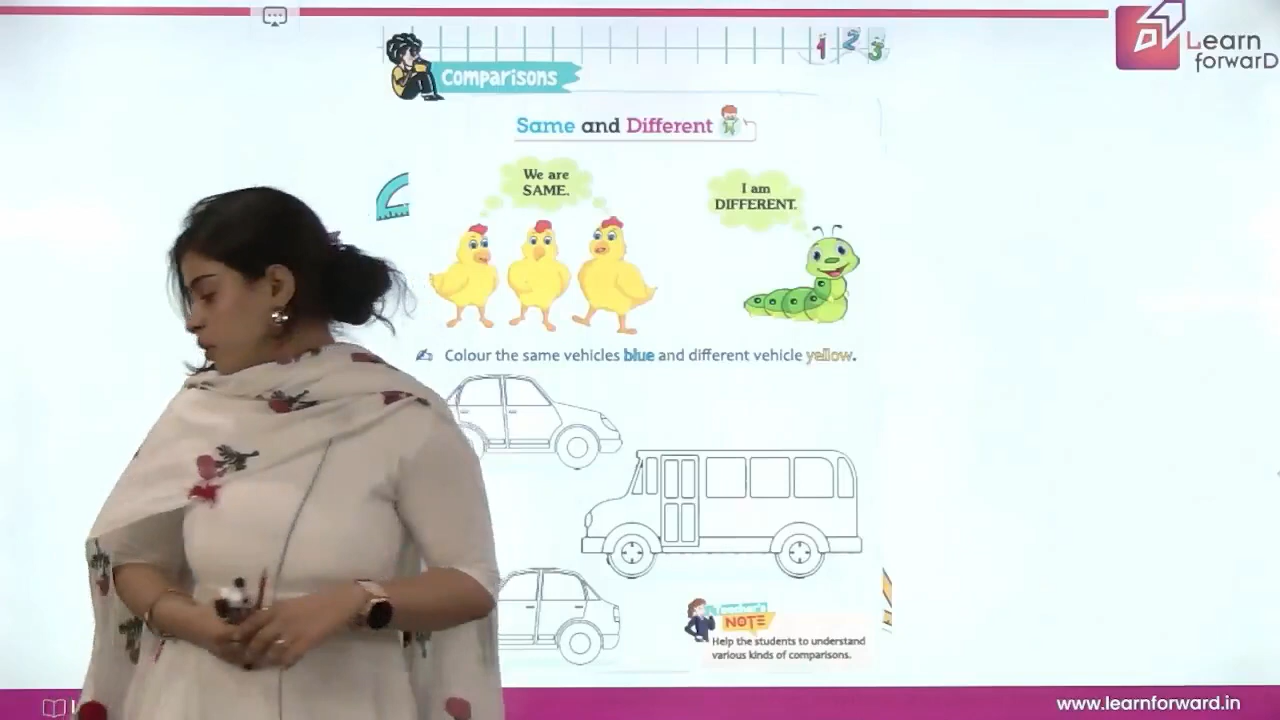 1 2 3
Learn
forwarD
Comparisons
Same and Different
We are
SAME.
I am
DIFFERENT.
Colour the same vehicles blue and different vehicle yellow.
Teacher's
NOTE
Help the students to understand
various kinds of comparisons.
www.learnforward.in